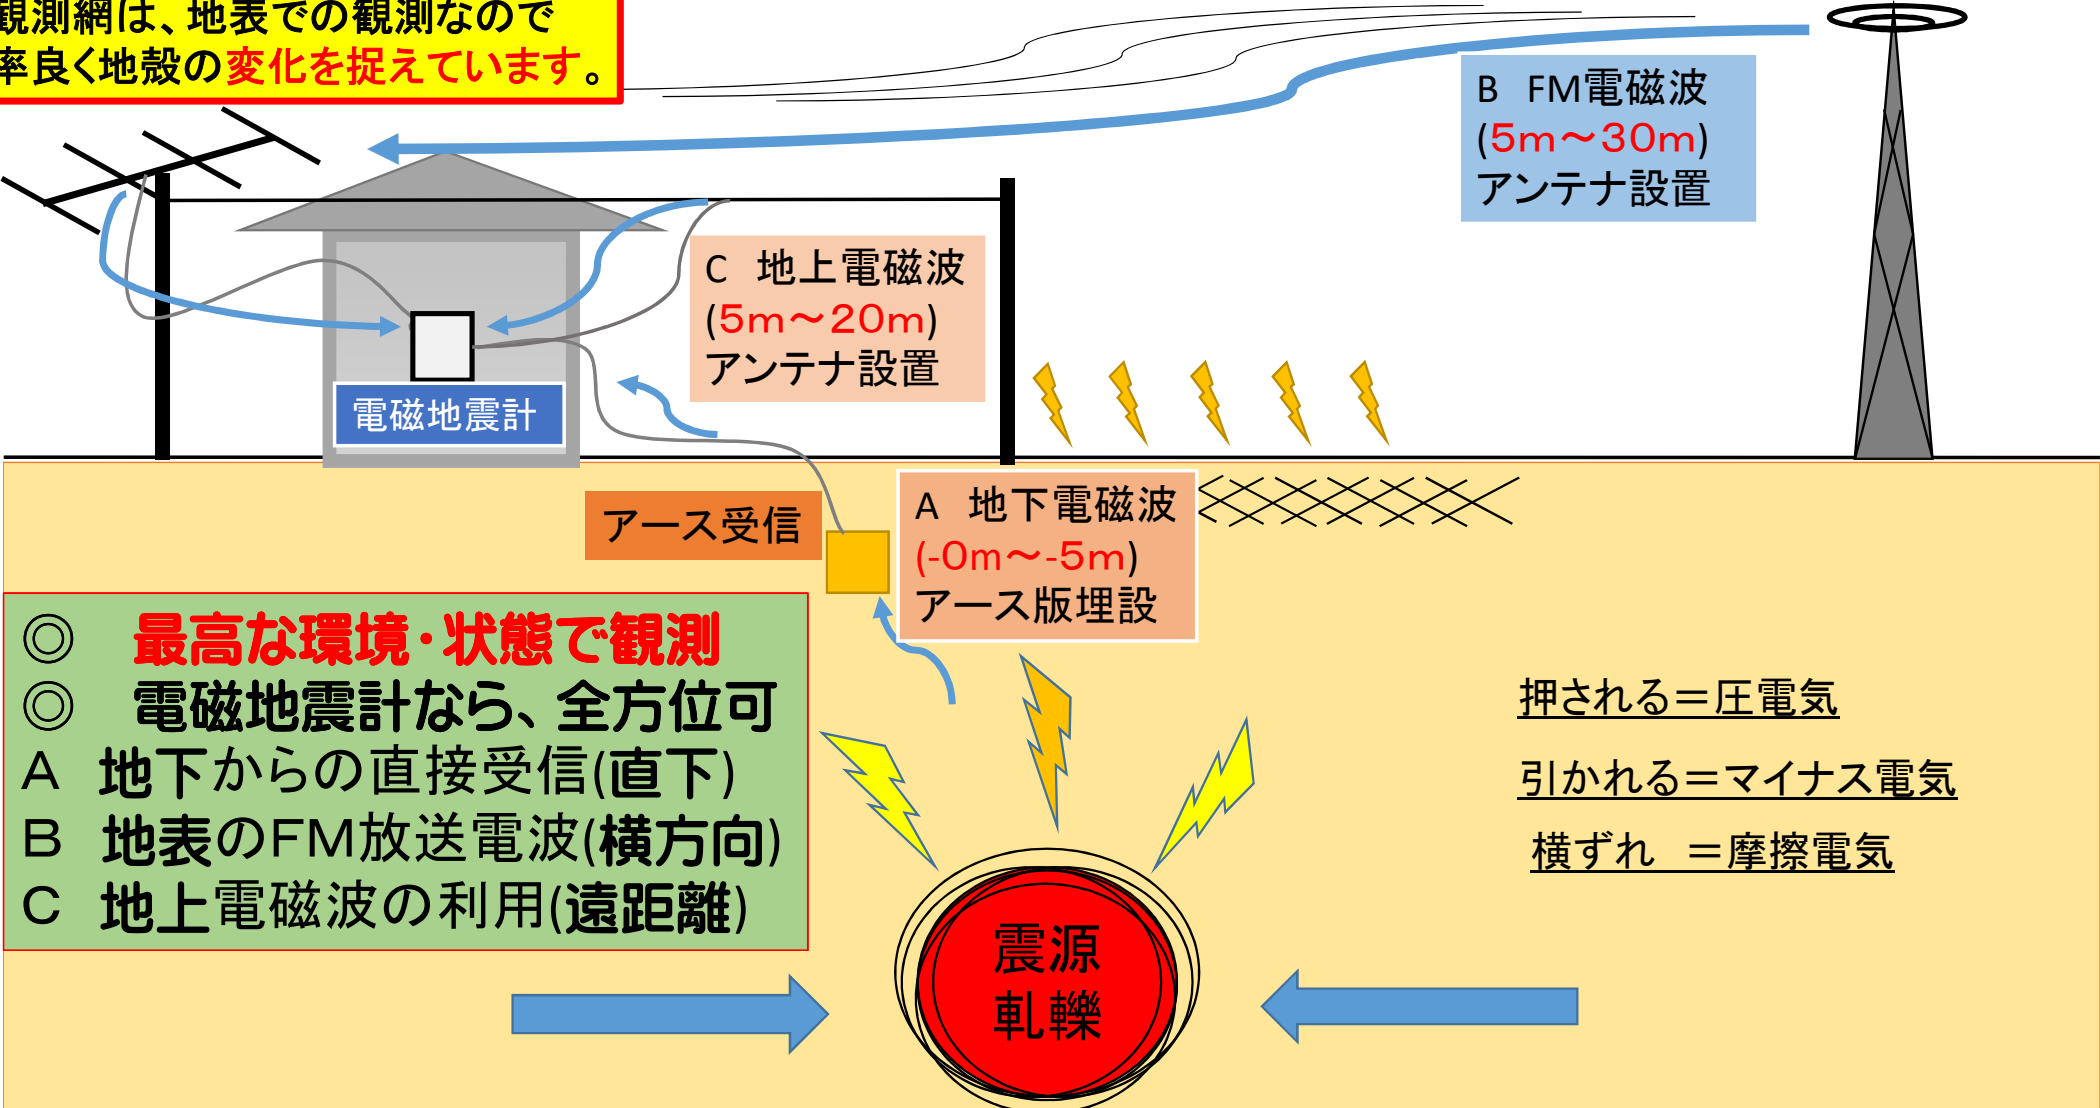 観測網は、地表での観測なので
率良く地殻の変化を捉えています。
B FM電磁波
(5m～30m)
アンテナ設置
C 地上電磁波
(5m～20m)
アンテナ設置
電磁地震計
アース受信
A 地下電磁波
(-0m～-5m)
アース版埋設
◎ 最高な環境・状態で観測
◎ 電磁地震計なら、全方位可
A 地下からの直接受信(直下)
B 地表のFM放送電波(横方向)
C 地上電磁波の利用(遠距離)
押される＝圧電気
引かれる＝マイナス電気
横ずれ ＝摩擦電気
震源
軋轢